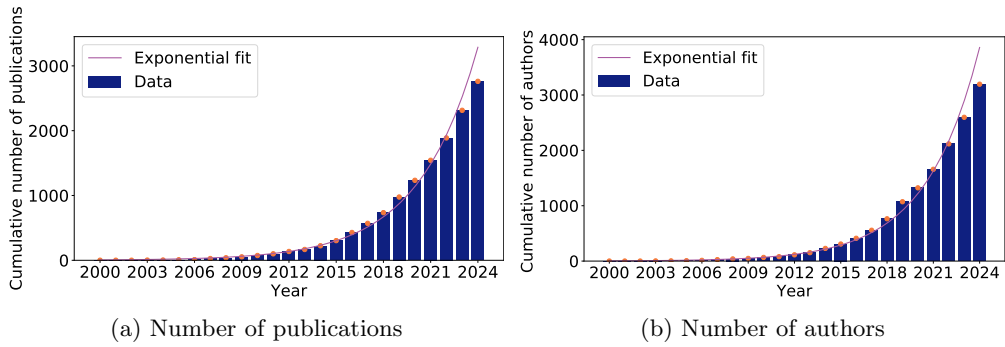 Cumulative number of publications
3000
2000
1000
0
Exponential fit
Data
2000 2003 2006 2009 2012 2015 2018 2021 2024
Year
(a) Number of publications
Cumulative number of authors
4000
3000
2000
1000
0
Exponential fit
Data
2000 2003 2006 2009 2012 2015 2018 2021 2024
Year
(b) Number of authors